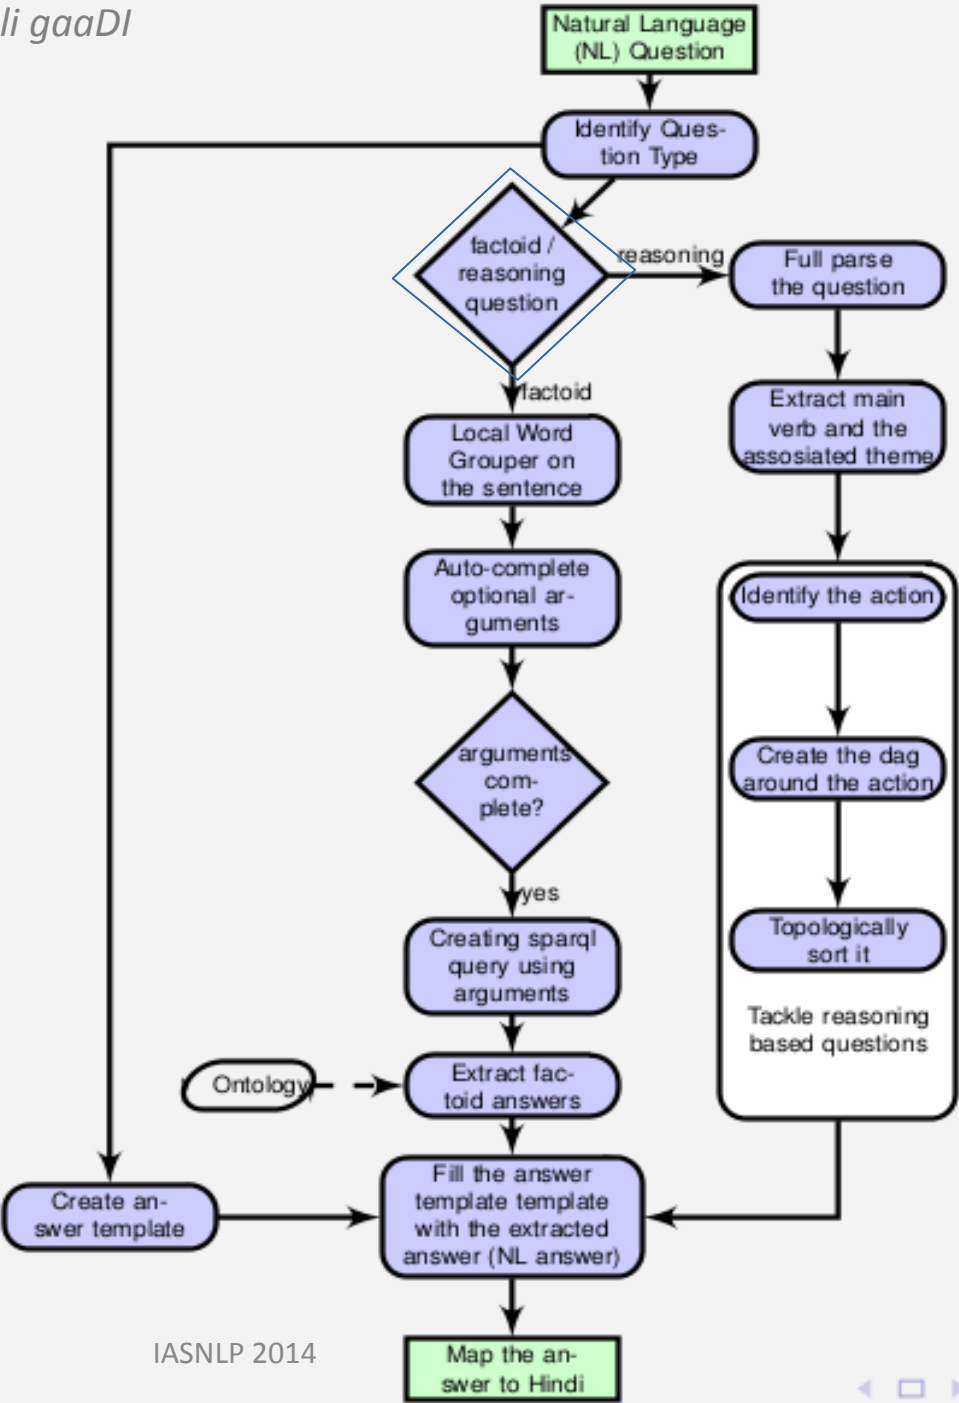 li gaaDI
Natural Language
(NL) Question
Identify Ques-
tion Type
factoid /
reasoning
question
reasoning
Full parse
the question
factoid
Extract main
verb and the
assosiated theme
Local Word
Grouper on
the sentence
Auto-complete
optional ar-
guments
Identify the action
arguments
com-
plete?
Create the dag
around the action
yes
Creating sparql
query using
arguments
Topologically
sort it
Tackle reasoning
based questions
Ontology
Extract fac-
toid answers
Create an-
swer template
Fill the answer
template template
with the extracted
answer (NL answer)
IASNLP 2014
Map the an-
swer to Hindi